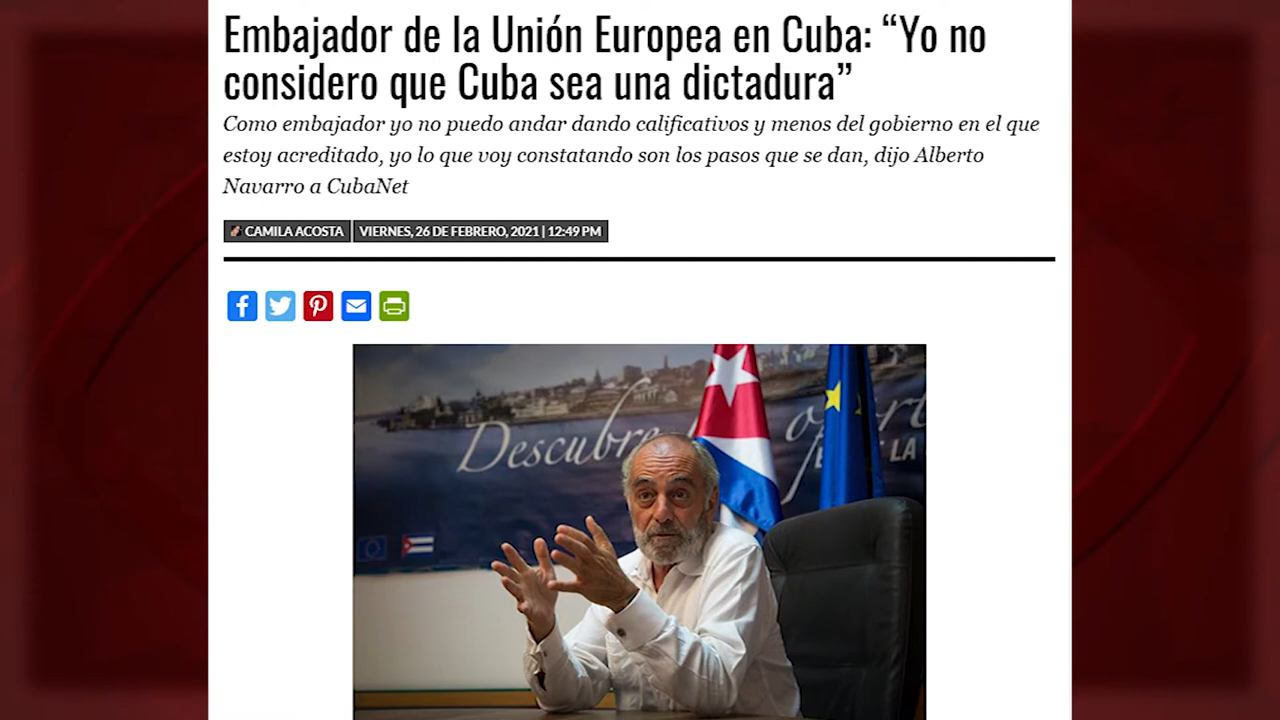 Embajador de la Unión Europea en Cuba: “Yo no
considero que Cuba sea una dictadura”
Como embajador yo no puedo andar dando calificativos y menos del gobierno en el que
estoy acreditado, yo lo que voy constatando son los pasos que se dan, dijo Alberto
Navarro a CubaNet
CAMILA ACOSTA VIERNES, 26 DE FEBRERO, 2021 | 12:49 PM
Descubre
LA